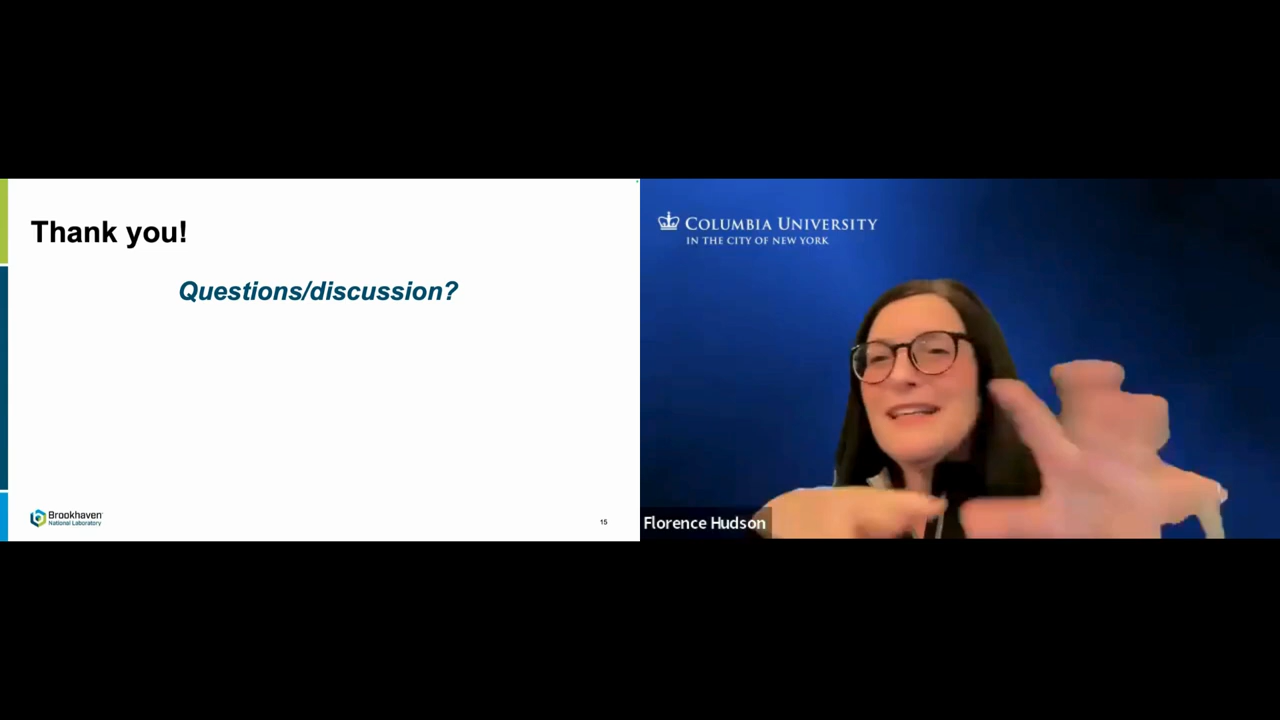 Thank you!
Questions/discussion?
Brookhaven
National Laboratory
15
COLUMBIA UNIVERSITY
IN THE CITY OF NEW YORK
Florence Hudson